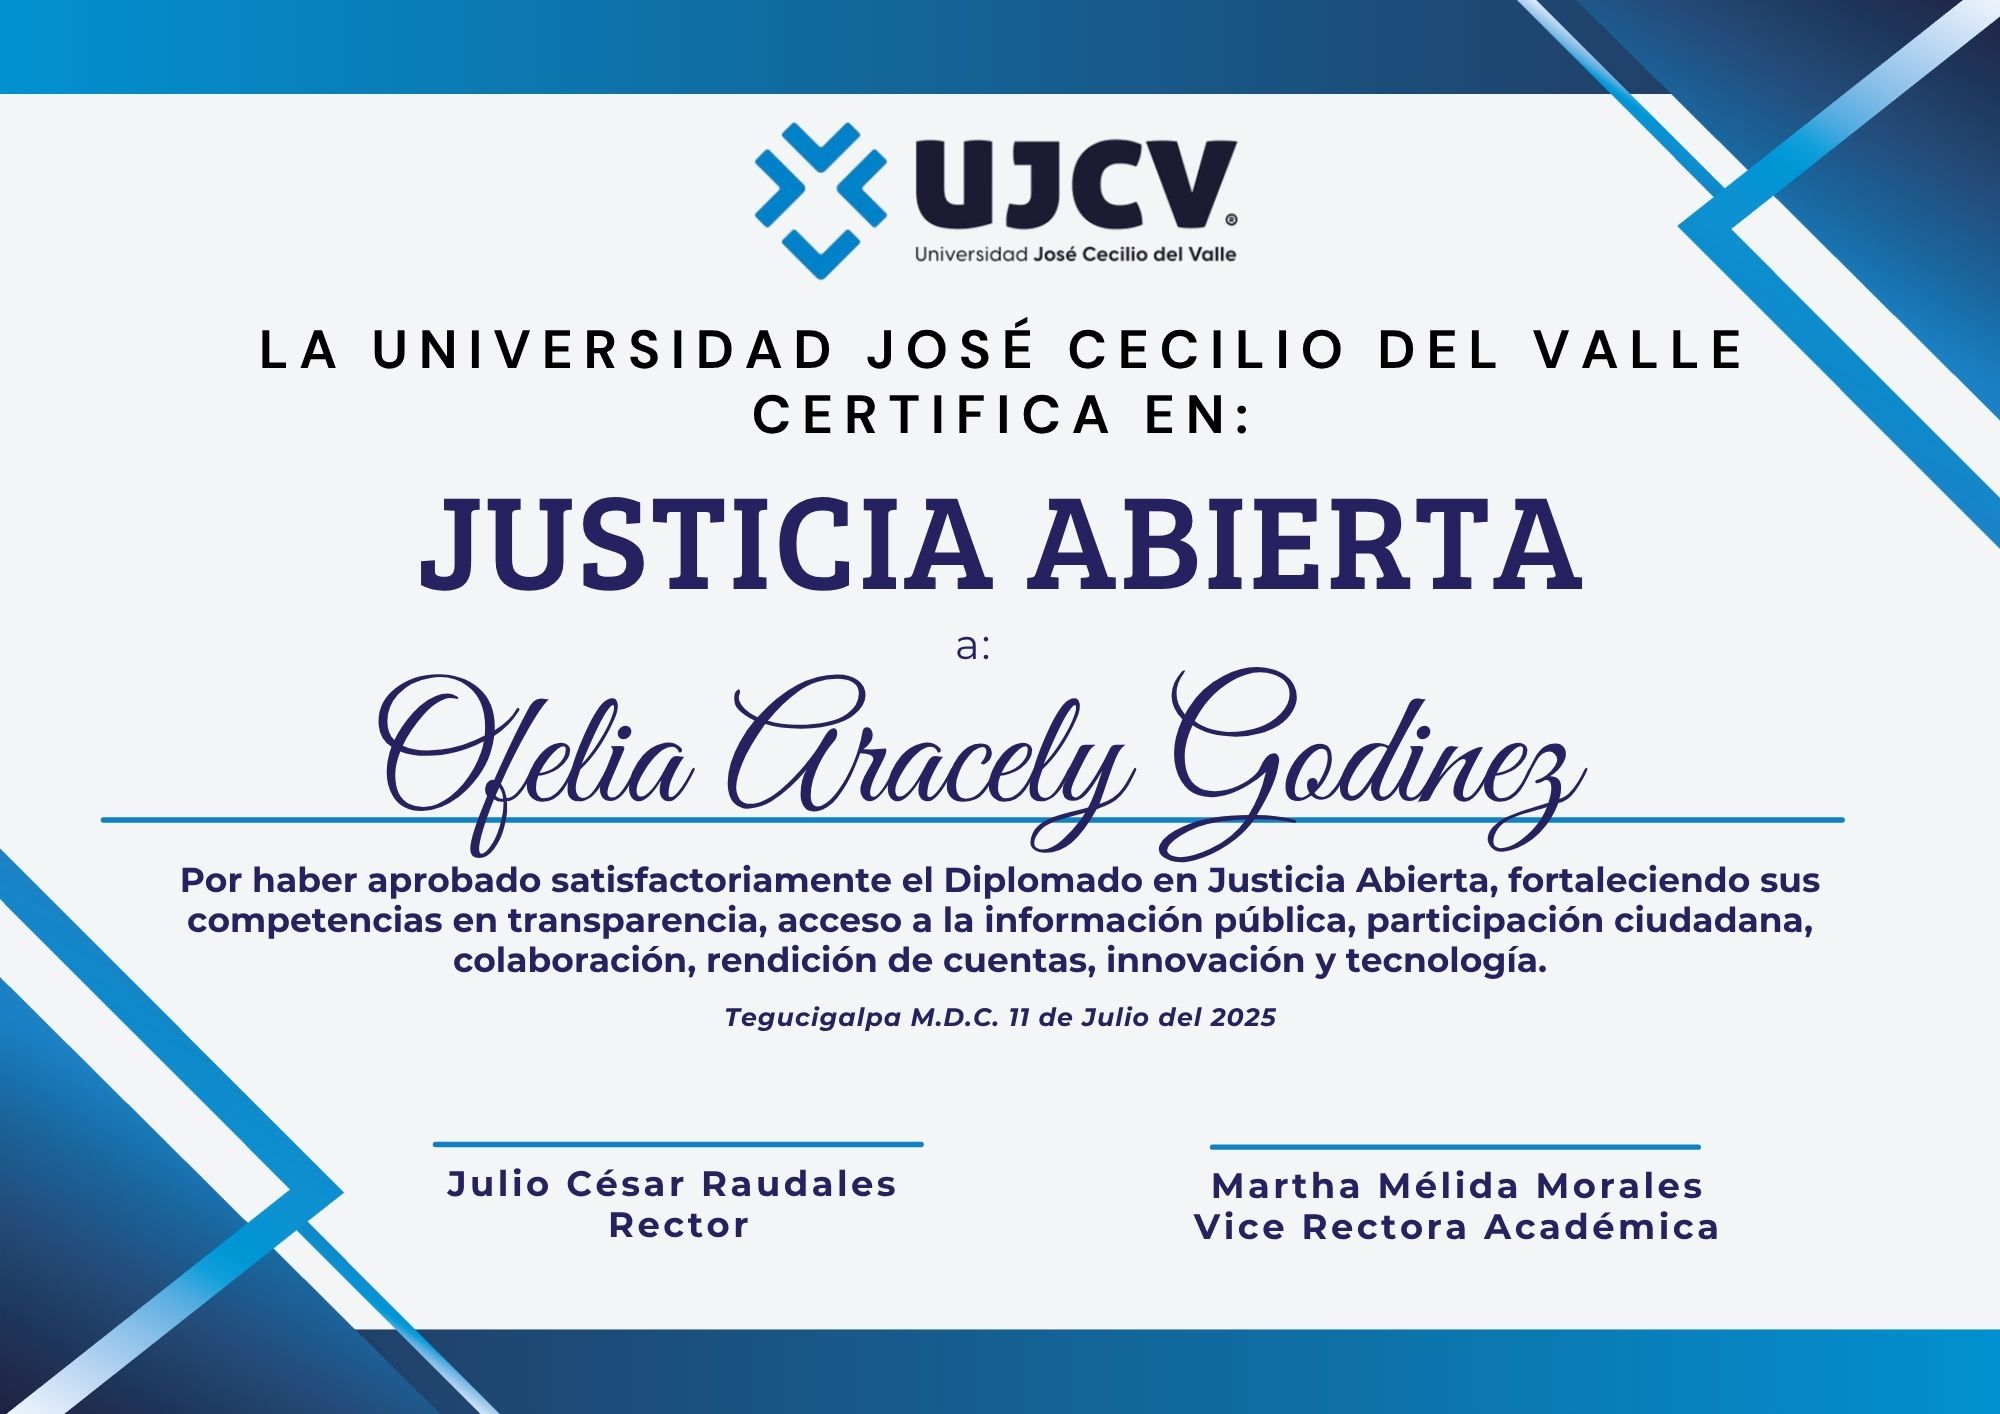 UJCV®
Universidad José Cecilio del Valle
LA UNIVERSIDAD JOSÉ CECILIO DEL VALLE
CERTIFICA EN:
JUSTICIA ABIERTA
a:
Ofelia Aracely Godinez
Por haber aprobado satisfactoriamente el Diplomado en Justicia Abierta, fortaleciendo sus
competencias en transparencia, acceso a la información pública, participación ciudadana,
colaboración, rendición de cuentas, innovación y tecnología.
Tegucigalpa M.D.C. 11 de Julio del 2025
Julio César Raudales
Rector
Martha Mélida Morales
Vice Rectora Académica